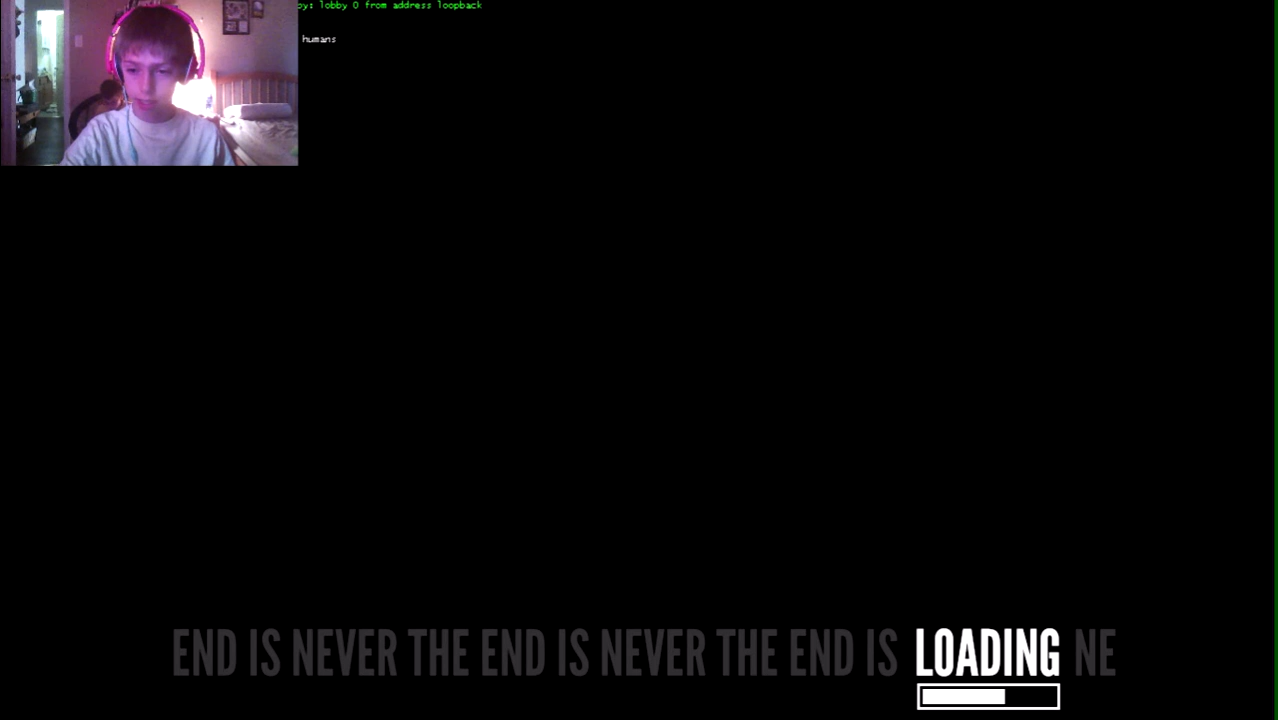 : lobby 0 from address loopback
humans
END IS NEVER THE END IS NEVER THE END IS LOADING NE